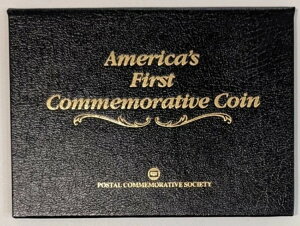 America's
First
Commemorative Coin
POSTAL COMMEMORATIVE SOCIETY